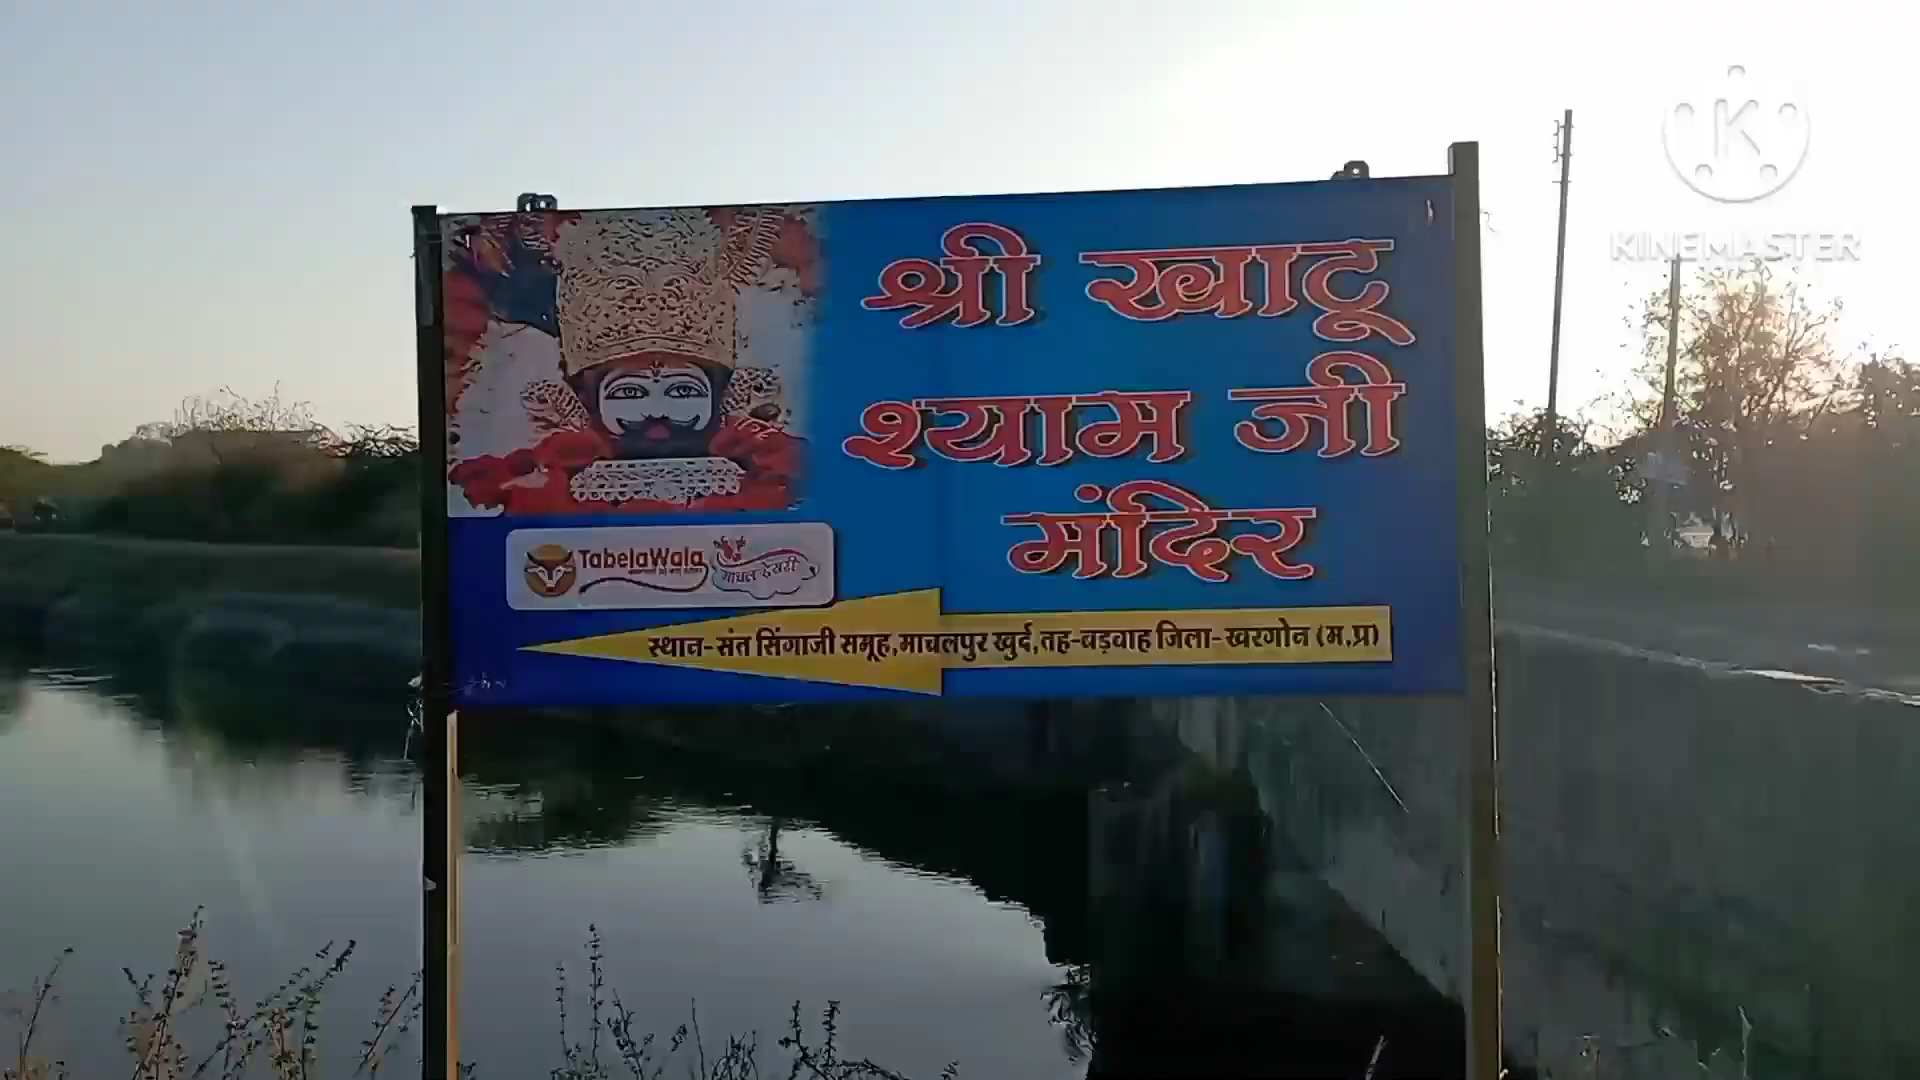 KINEMASTER
श्री खाटू
श्याम जी
मंदिर
TabelaWala
स्थान-संत सिंगाजी समूह,माचलपुर खुर्द,तह-बड़वाह जिला-खरगोन (म.प्र)